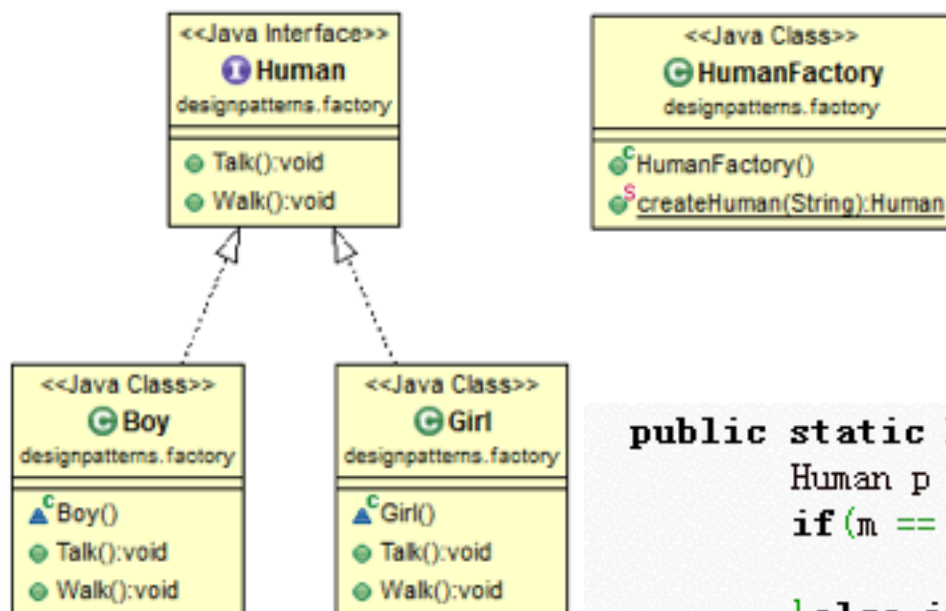 <<Java Interface>>
Human
designpatterns.factory
Talk():void
Walk():void
<<Java Class>>
HumanFactory
designpatterns.factory
HumanFactory()
createHuman(String):Human
<<Java Class>>
Boy
designpatterns.factory
Boy()
Talk():void
Walk():void
<<Java Class>>
Girl
designpatterns.factory
Girl()
Talk():void
Walk():void
public static
Human p
if(m ==